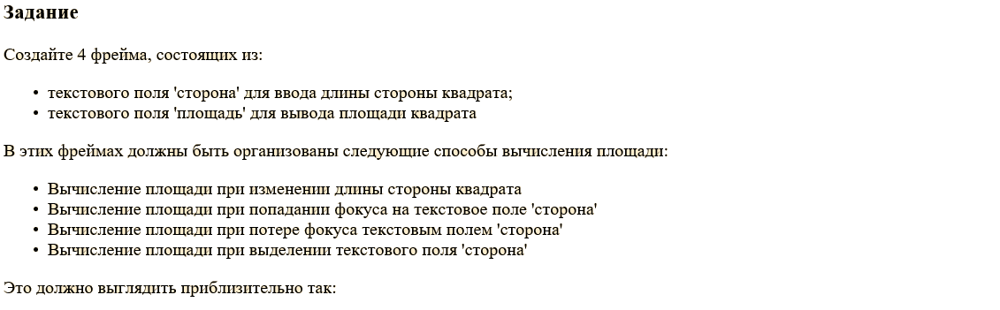 Задание
Создайте 4 фрейма, состоящих из:
• текстового поля 'сторона' для ввода длины стороны квадрата;
• текстового поля 'площадь' для вывода площади квадрата
В этих фреймах должны быть организованы следующие способы вычисления площади:
• Вычисление площади при изменении длины стороны квадрата
• Вычисление площади при попадании фокуса на текстовое поле 'сторона'
• Вычисление площади при потере фокуса текстовым полем 'сторона'
• Вычисление площади при выделении текстового поля 'сторона'
Это должно выглядить приблизительно так: